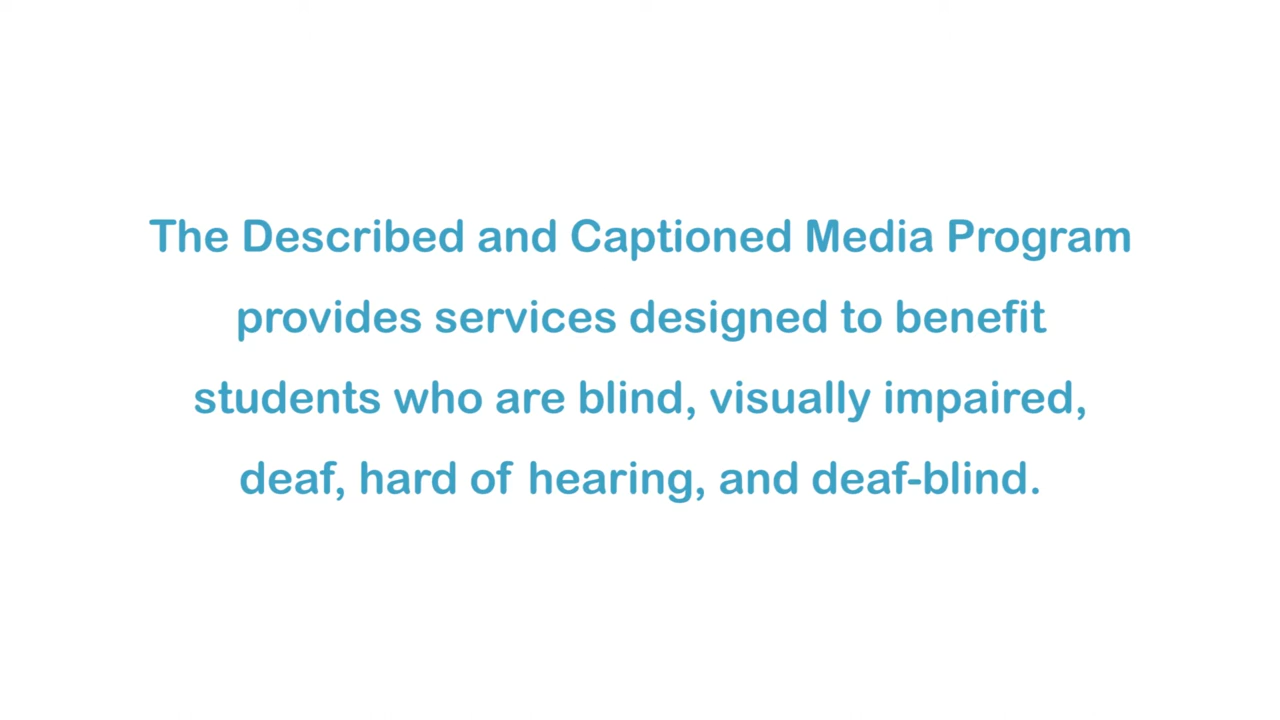 The Described and Captioned Media Program
provides services designed to benefit
students who are blind, visually impaired,
deaf, hard of hearing, and deaf-blind.